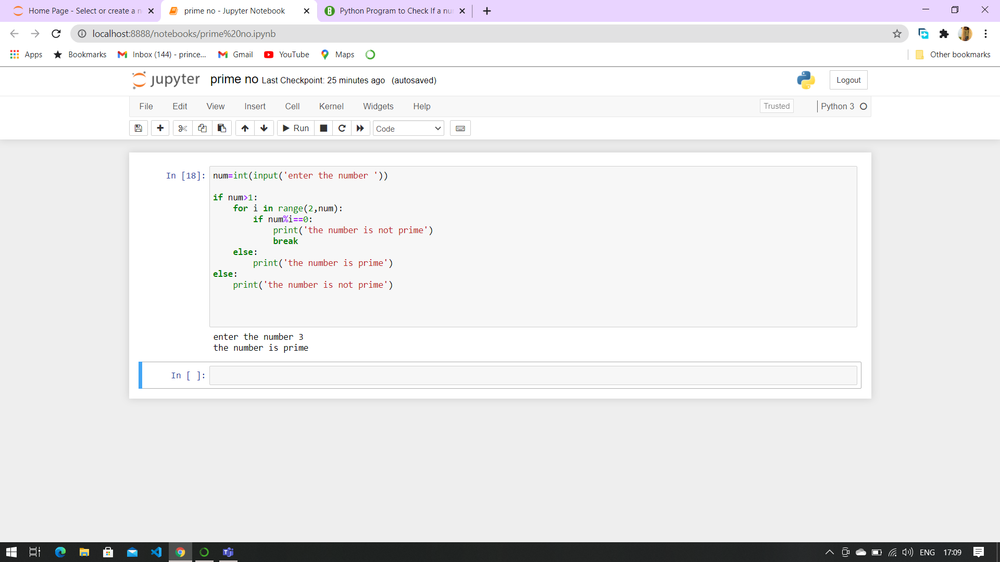 Home Page - Select or create a n
prime no - Jupyter Notebook
Python Program to Check If a nu
localhost:8888/notebooks/prime%20no.ipynb
Apps
Bookmarks
Inbox (144) - prince...
Gmail
YouTube
Maps
Other bookmarks
jupyter prime no Last Checkpoint: 25 minutes ago (autosaved)
Logout
File Edit View Insert Cell Kernel Widgets Help
Trusted
Python 3
Run
Code
In [18]:
num=int(input('enter the number '))
if num>1:
    for i in range(2,num):
        if num%i==0:
            print('the number is not prime')
            break
    else:
        print('the number is prime')
else:
    print('the number is not prime')
enter the number 3
the number is prime
In [ ]:
ENG 17:09